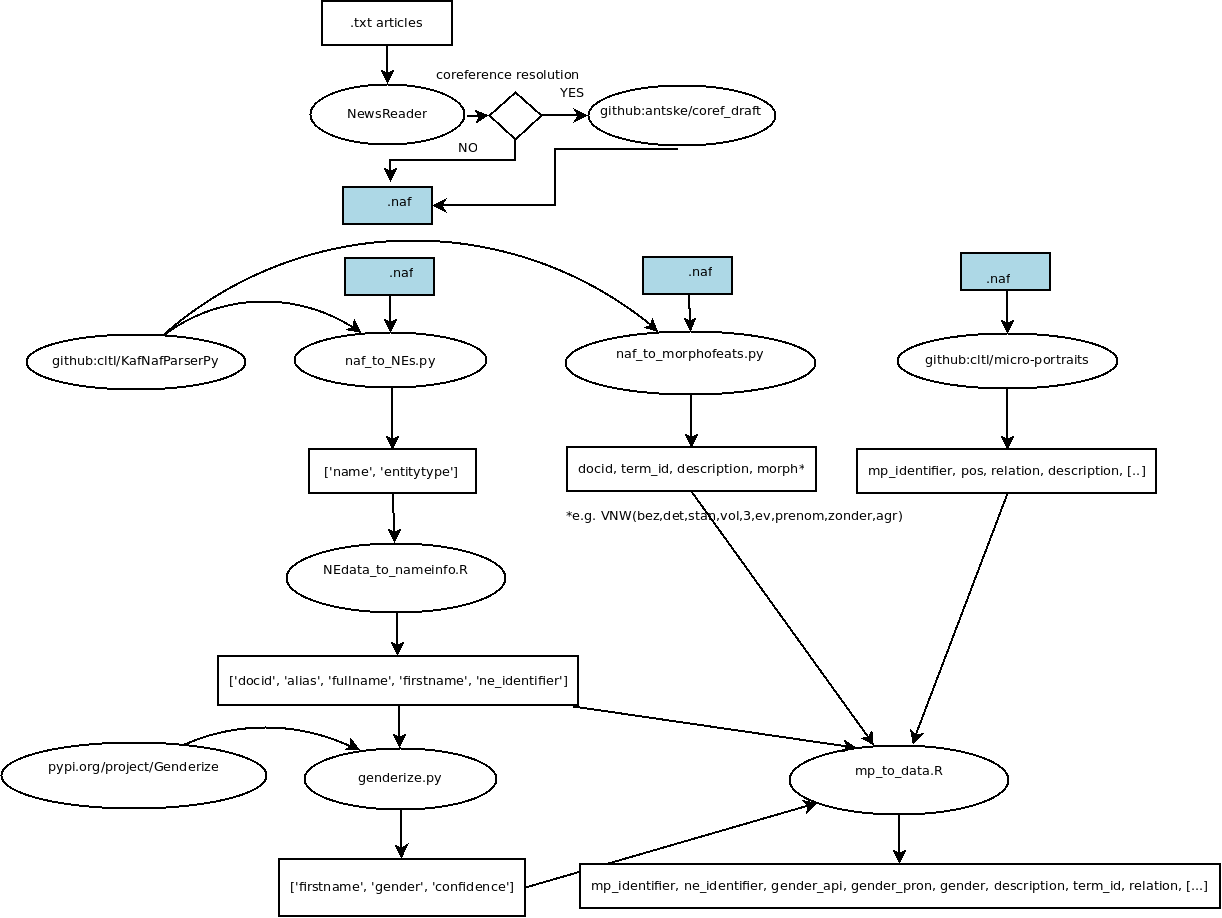 .txt articles
coreference resolution
YES
NewsReader
github:antske/coref_draft
NO
.naf
.naf
.naf
.naf
github:cltl/KafNafParserPy
naf_to_NEs.py
naf_to_morphofeats.py
github:cltl/micro-portraits
['name', 'entitytype']
docid, term_id, description, morph*
mp_identifier, pos, relation, description, [..]
*e.g. VNW(bez,det,stan,vol,3,ev,prenom,zonder,agr)
NEdata_to_nameinfo.R
['docid', 'alias', 'fullname', 'firstname', 'ne_identifier']
pypi.org/project/Genderize
genderize.py
mp_to_data.R
['firstname', 'gender', 'confidence']
mp_identifier, ne_identifier, gender_api, gender_pron, gender, description, term_id, relation, [...]